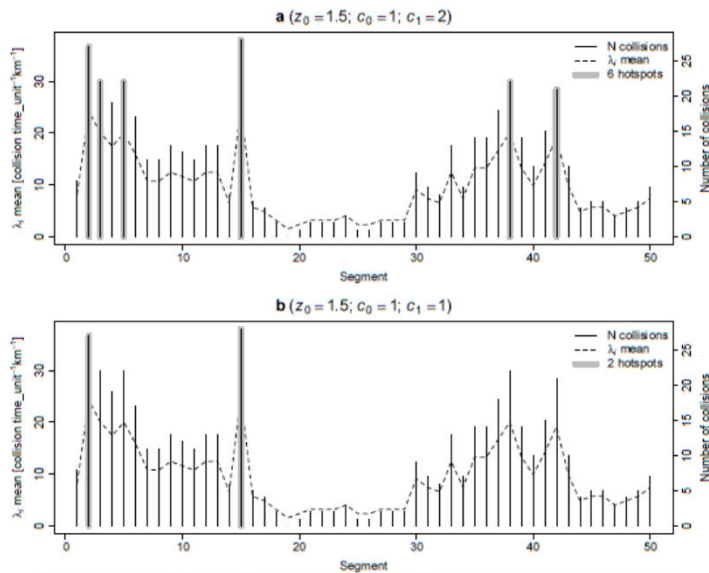 a (z₀ = 1.5; c₀ = 1; c₁ = 2)
N collisions
λᵢ mean
6 hotspots
λᵢ mean [collision time_unit⁻¹km⁻¹]
0 10 20 30
Number of collisions
0 5 10 15 20 25
0 10 20 30 40 50
Segment
b (z₀ = 1.5; c₀ = 1; c₁ = 1)
N collisions
λᵢ mean
2 hotspots
λᵢ mean [collision time_unit⁻¹km⁻¹]
0 10 20 30
Number of collisions
0 5 10 15 20 25
0 10 20 30 40 50
Segment